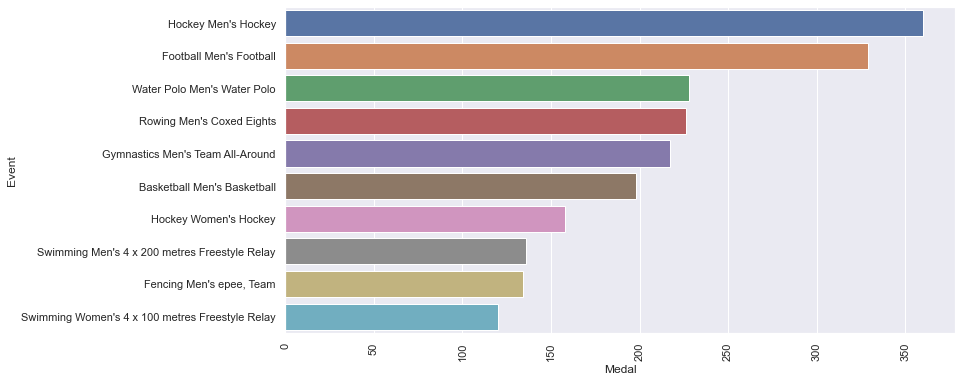 Hockey Men's Hockey
Football Men's Football
Water Polo Men's Water Polo
Rowing Men's Coxed Eights
Gymnastics Men's Team All-Around
Basketball Men's Basketball
Hockey Women's Hockey
Swimming Men's 4 x 200 metres Freestyle Relay
Fencing Men's epee, Team
Swimming Women's 4 x 100 metres Freestyle Relay
Event
0 50 100 150 200 250 300 350
Medal